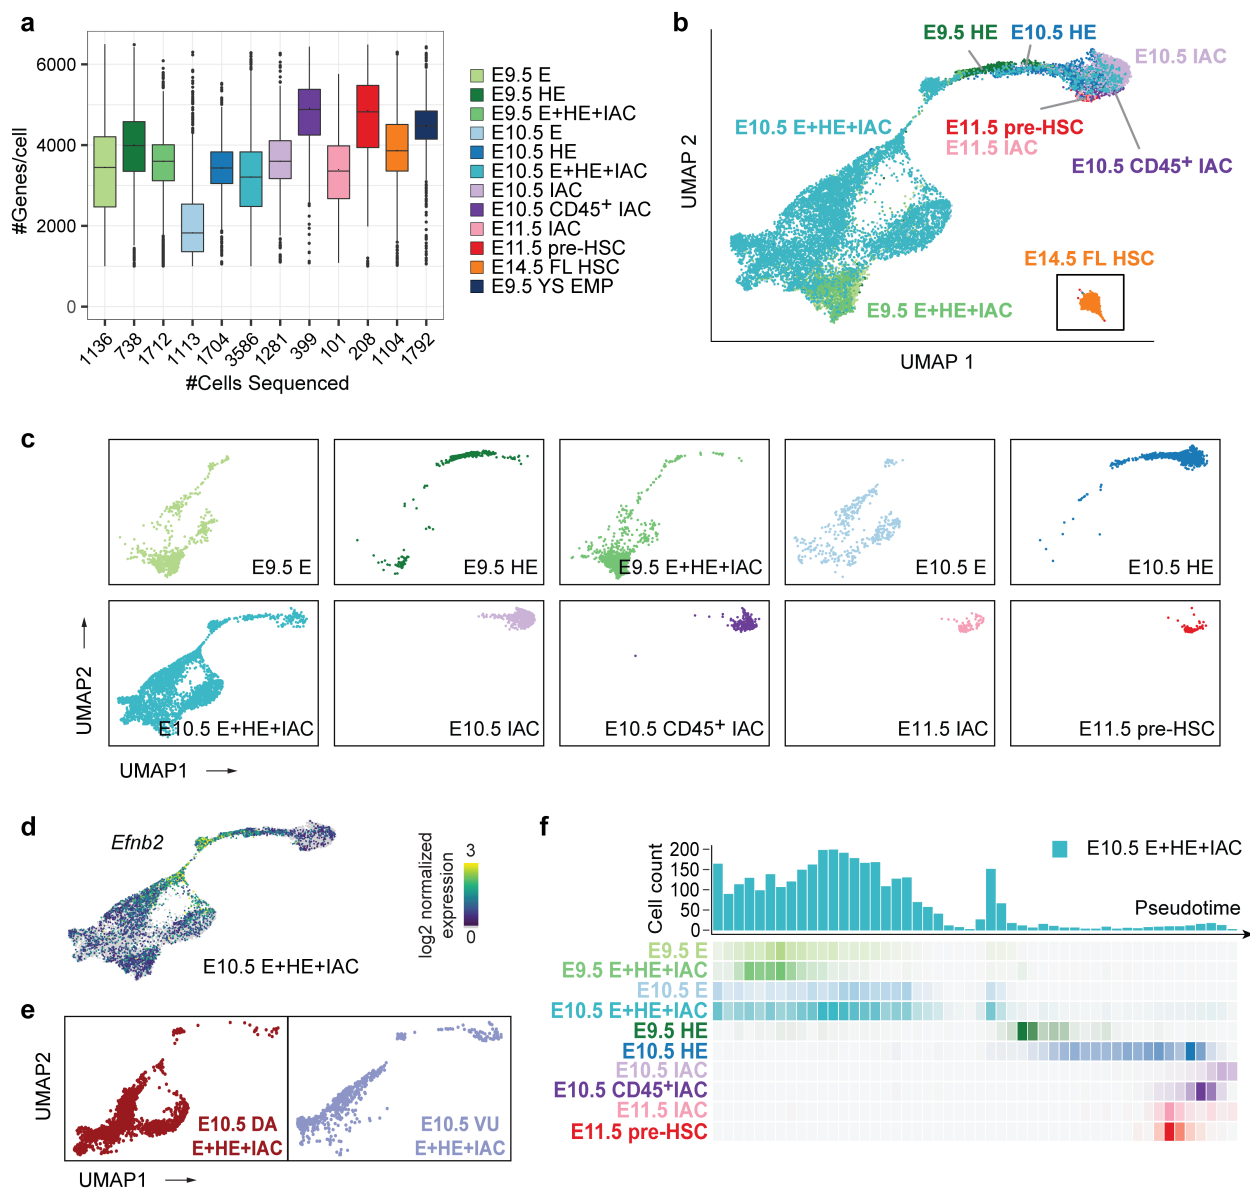 a
#Genes/cell
6000
4000
2000
0
1136
738
1712
1113
1704
3586
1281
399
101
208
1104
1792
#Cells Sequenced
E9.5 E
E9.5 HE
E9.5 E+HE+IAC
E10.5 E
E10.5 HE
E10.5 E+HE+IAC
E10.5 IAC
E10.5 CD45⁺ IAC
E11.5 IAC
E11.5 pre-HSC
E14.5 FL HSC
E9.5 YS EMP
b
E9.5 HE
E10.5 HE
E10.5 IAC
E10.5 E+HE+IAC
E11.5 pre-HSC
E11.5 IAC
E10.5 CD45⁺ IAC
E14.5 FL HSC
E9.5 E+HE+IAC
UMAP 2
UMAP 1
c
E9.5 E
E9.5 HE
E9.5 E+HE+IAC
E10.5 E
E10.5 HE
E10.5 E+HE+IAC
E10.5 IAC
E10.5 CD45⁺ IAC
E11.5 IAC
E11.5 pre-HSC
UMAP2
UMAP1
d
Efnb2
log2 normalized
expression
3
0
E10.5 E+HE+IAC
e
UMAP2
E10.5 DA
E+HE+IAC
E10.5 VU
E+HE+IAC
UMAP1
f
Cell count
200
150
100
50
0
E10.5 E+HE+IAC
Pseudotime
E9.5 E
E9.5 E+HE+IAC
E10.5 E
E10.5 E+HE+IAC
E9.5 HE
E10.5 HE
E10.5 IAC
E10.5 CD45⁺IAC
E11.5 IAC
E11.5 pre-HSC